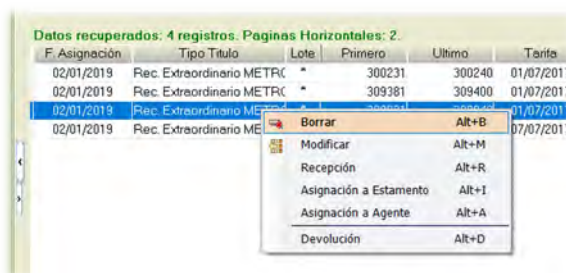 Datos recuperados: 4 registros. Paginas Horizontales: 2.
F. Asignación Tipo Titulo Lote Primero Ultimo Tarifa
02/01/2019 Rec. Extraordinario METRC * 300231 300240 01/07/201
02/01/2019 Rec. Extraordinario METRC * 309381 309400 01/07/201
02/01/2019 Rec. Extraordinario METRC 01/07/201
02/01/2019 Rec. Extraordinario ME 07/07/201
Borrar Alt+B
Modificar Alt+M
Recepción Alt+R
Asignación a Estamento Alt+I
Asignación a Agente Alt+A
Devolución Alt+D